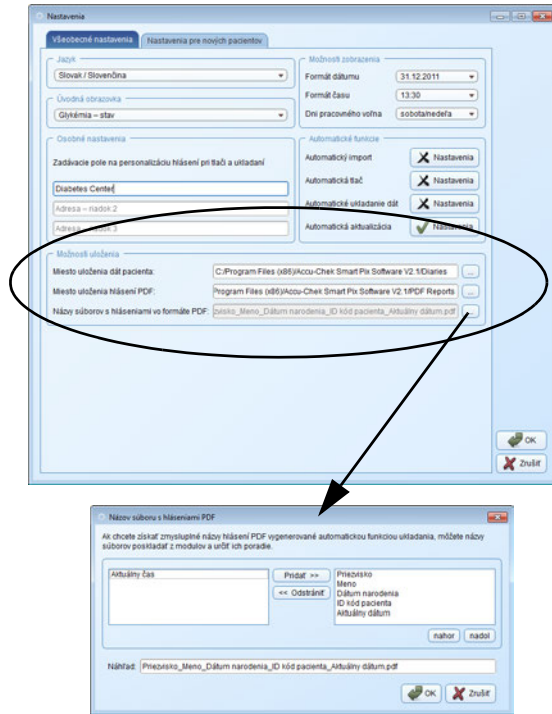 Nastavenia
Všeobecné nastavenia
Nastavenia pre nových pacientov
Jazyk
Slovak / Slovenčina
Úvodná obrazovka
Glykémia – stav
Možnosti zobrazenia
Formát dátumu 31.12.2011
Formát času 13:30
Dni pracovného voľna sobota/nedeľa
Osobné nastavenia
Zadávacie pole na personalizáciu hlásení pri tlači a ukladaní
Diabetes Center
Adresa – riadok 2
Adresa – riadok 3
Automatické funkcie
Automatický import Nastavenia
Automatická tlač Nastavenia
Automatické ukladanie dát Nastavenia
Automatická aktualizácia Nastavenia
Možnosti uloženia
Miesto uloženia dát pacienta: C:/Program Files (x86)/Accu-Chek Smart Pix Software V2.1/Diaries ...
Miesto uloženia hlásení PDF: Program Files (x86)/Accu-Chek Smart Pix Software V2.1/PDF Reports ...
Názvy súborov s hláseniami vo formáte PDF: zvisko_Meno_Dátum narodenia_ID kód pacienta_Aktuálny dátum.pdf ...
OK
Zrušiť
Názov súboru s hláseniami PDF
Ak chcete získať zmysluplné názvy hlásení PDF vygenerované automatickou funkciou ukladania, môžete názvy
súborov poskladať z modulov a určiť ich poradie.
Aktuálny čas
Pridať >>
<< Odstrániť
Priezvisko
Meno
Dátum narodenia
ID kód pacienta
Aktuálny dátum
nahor nadol
Náhľad: Priezvisko_Meno_Dátum narodenia_ID kód pacienta_Aktuálny dátum.pdf
OK Zrušiť